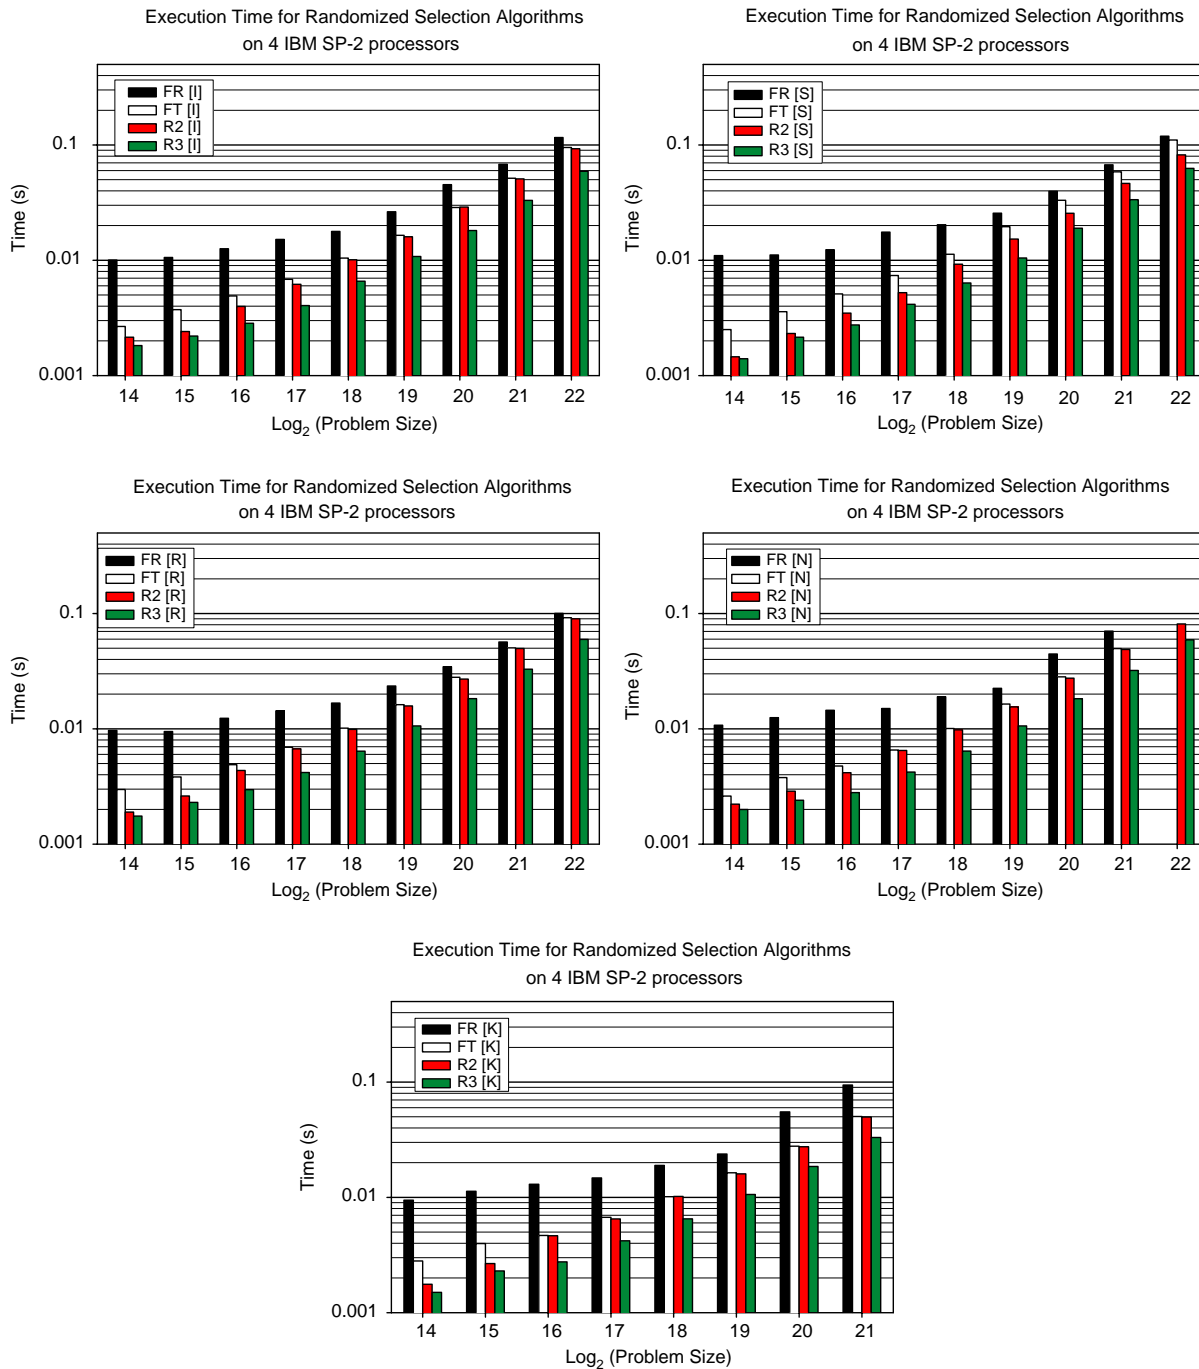 Execution Time for Randomized Selection Algorithms
on 4 IBM SP-2 processors
FR [I]
FT [I]
R2 [I]
R3 [I]
0.1
0.01
0.001
Time (s)
14 15 16 17 18 19 20 21 22
Log2 (Problem Size)
Execution Time for Randomized Selection Algorithms
on 4 IBM SP-2 processors
FR [S]
FT [S]
R2 [S]
R3 [S]
0.1
0.01
0.001
Time (s)
14 15 16 17 18 19 20 21 22
Log2 (Problem Size)
Execution Time for Randomized Selection Algorithms
on 4 IBM SP-2 processors
FR [R]
FT [R]
R2 [R]
R3 [R]
0.1
0.01
0.001
Time (s)
14 15 16 17 18 19 20 21 22
Log2 (Problem Size)
Execution Time for Randomized Selection Algorithms
on 4 IBM SP-2 processors
FR [N]
FT [N]
R2 [N]
R3 [N]
0.1
0.01
0.001
Time (s)
14 15 16 17 18 19 20 21 22
Log2 (Problem Size)
Execution Time for Randomized Selection Algorithms
on 4 IBM SP-2 processors
FR [K]
FT [K]
R2 [K]
R3 [K]
0.1
0.01
0.001
Time (s)
14 15 16 17 18 19 20 21
Log2 (Problem Size)